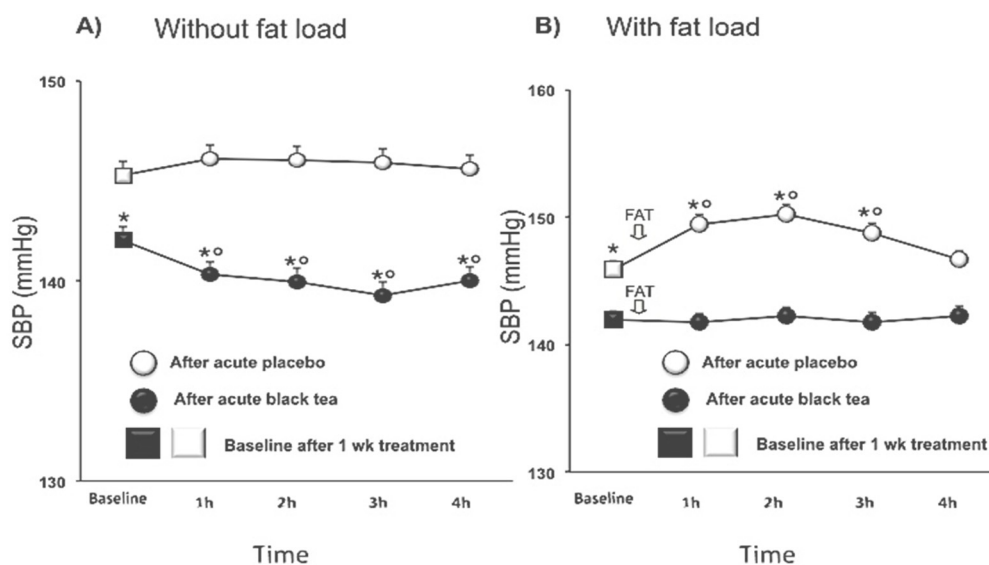 A) Without fat load
150
140
130
SBP (mmHg)
*
*o
*o
*o
*o
After acute placebo
After acute black tea
Baseline after 1 wk treatment
Baseline 1h 2h 3h 4h
Time
B) With fat load
160
150
140
130
SBP (mmHg)
*o
*o
*o
FAT
*
FAT
After acute placebo
After acute black tea
Baseline after 1 wk treatment
Baseline 1h 2h 3h 4h
Time